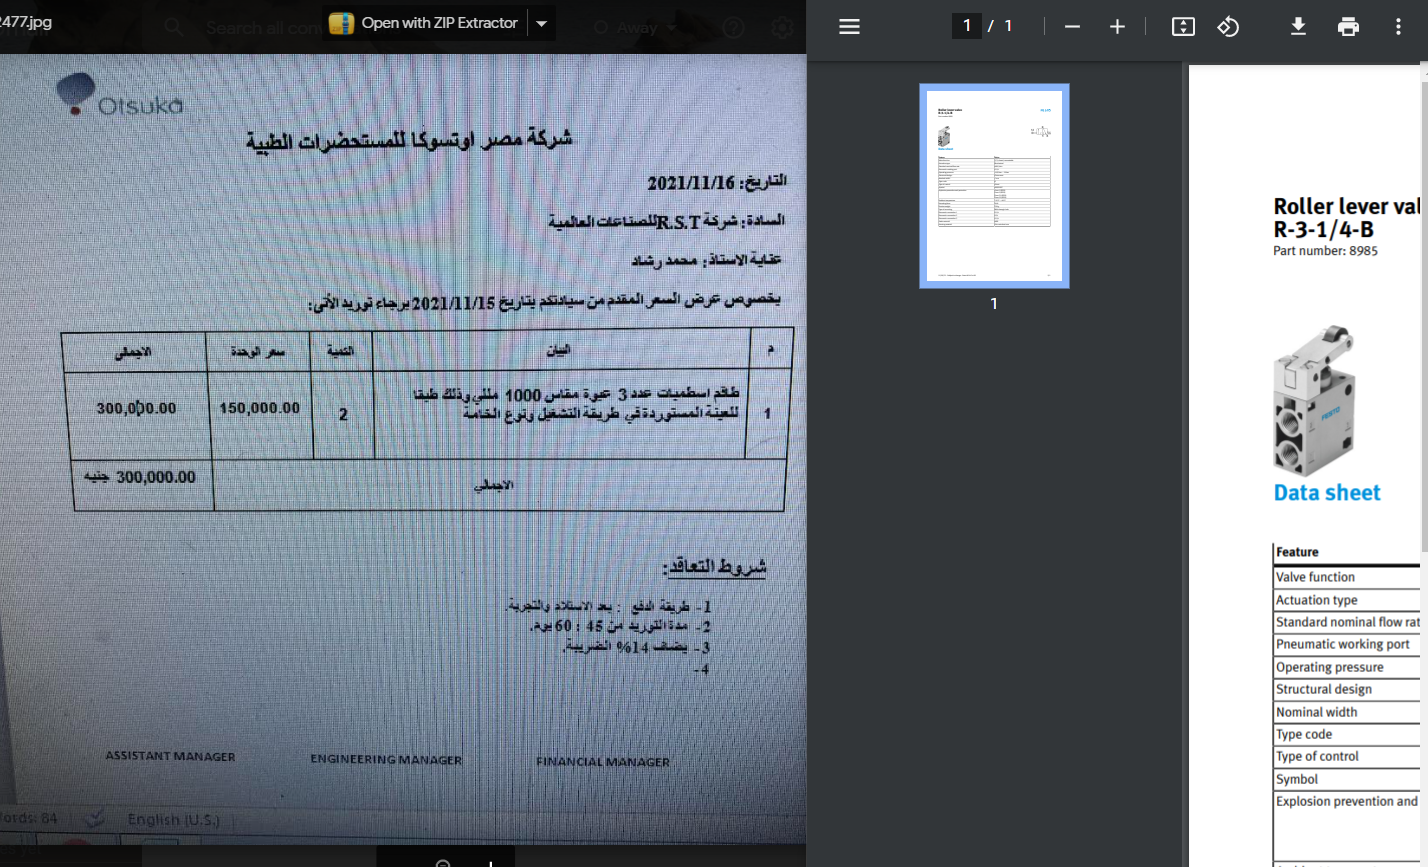 2477.jpg
Search all con
Open with ZIP Extractor
Away
Otsuka
شركة مصر اوتسوكا للمستحضرات الطبية
التاريخ: 2021/11/16
السادة: شركة R.S.T للصناعات العالمية
عناية الاستاذ: محمد رشاد
بخصوص عرض السعر المقدم من سيادتكم بتاريخ 2021/11/15 برجاء توريد الأتى:
م البيان الكمية سعر الوحدة الاجمالى
1 طاقم اسطمبات عدد 3 عبوة مقاس 1000 مللي وذلك طبقا 2 150,000.00 300,000.00
للعينة المستوردة في طريقة التشغيل ونوع الخامة
الاجمالي 300,000.00 جنيه
شروط التعاقد:
1- طريقة الدفع : بعد الاستلام والتجربة.
2- مدة التوريد من 45 : 60 يوم.
3- يضاف 14% الضريبة.
4-
ASSISTANT MANAGER ENGINEERING MANAGER FINANCIAL MANAGER
ords: 84 English (U.S.)
1 / 1
1
Roller lever val
R-3-1/4-B
Part number: 8985
FESTO
Data sheet
Feature
Valve function
Actuation type
Standard nominal flow rat
Pneumatic working port
Operating pressure
Structural design
Nominal width
Type code
Type of control
Symbol
Explosion prevention and